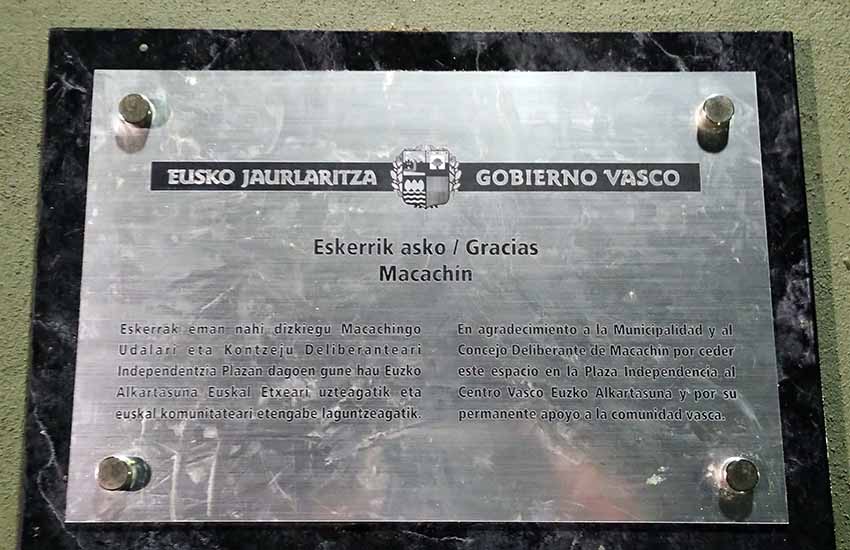 EUSKO JAURLARITZA GOBIERNO VASCO
Eskerrik asko / Gracias
Macachín
Eskerrak eman nahi dizkiegu Macachingo
Udalari eta Kontzeju Deliberanteari
Independentzia Plazan dagoen gune hau Euzko
Alkartasuna Euskal Etxeari uzteagatik eta
euskal komunitateari etengabe laguntzeagatik.
En agradecimiento a la Municipalidad y al
Concejo Deliberante de Macachín por ceder
este espacio en la Plaza Independencia al
Centro Vasco Euzko Alkartasuna y por su
permanente apoyo a la comunidad vasca.